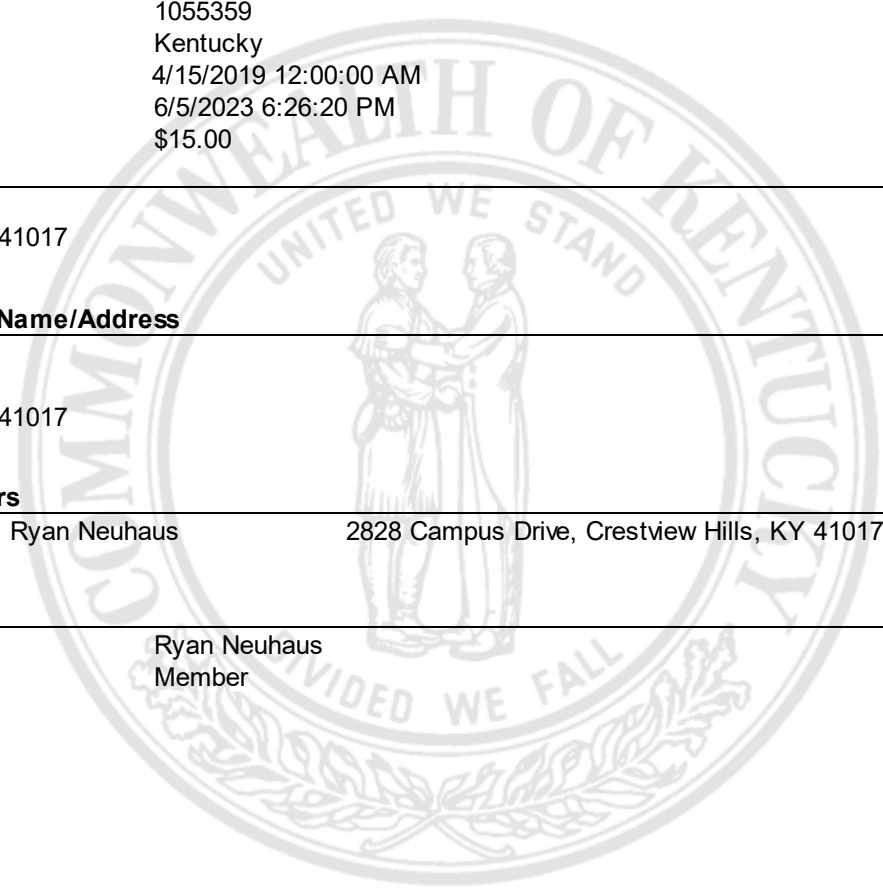 1055359
Kentucky
4/15/2019 12:00:00 AM
6/5/2023 6:26:20 PM
$15.00
41017
Name/Address
41017
rs
Ryan Neuhaus 2828 Campus Drive, Crestview Hills, KY 41017
Ryan Neuhaus
Member
COMMONWEALTH OF KENTUCKY
UNITED WE STAND
DIVIDED WE FALL